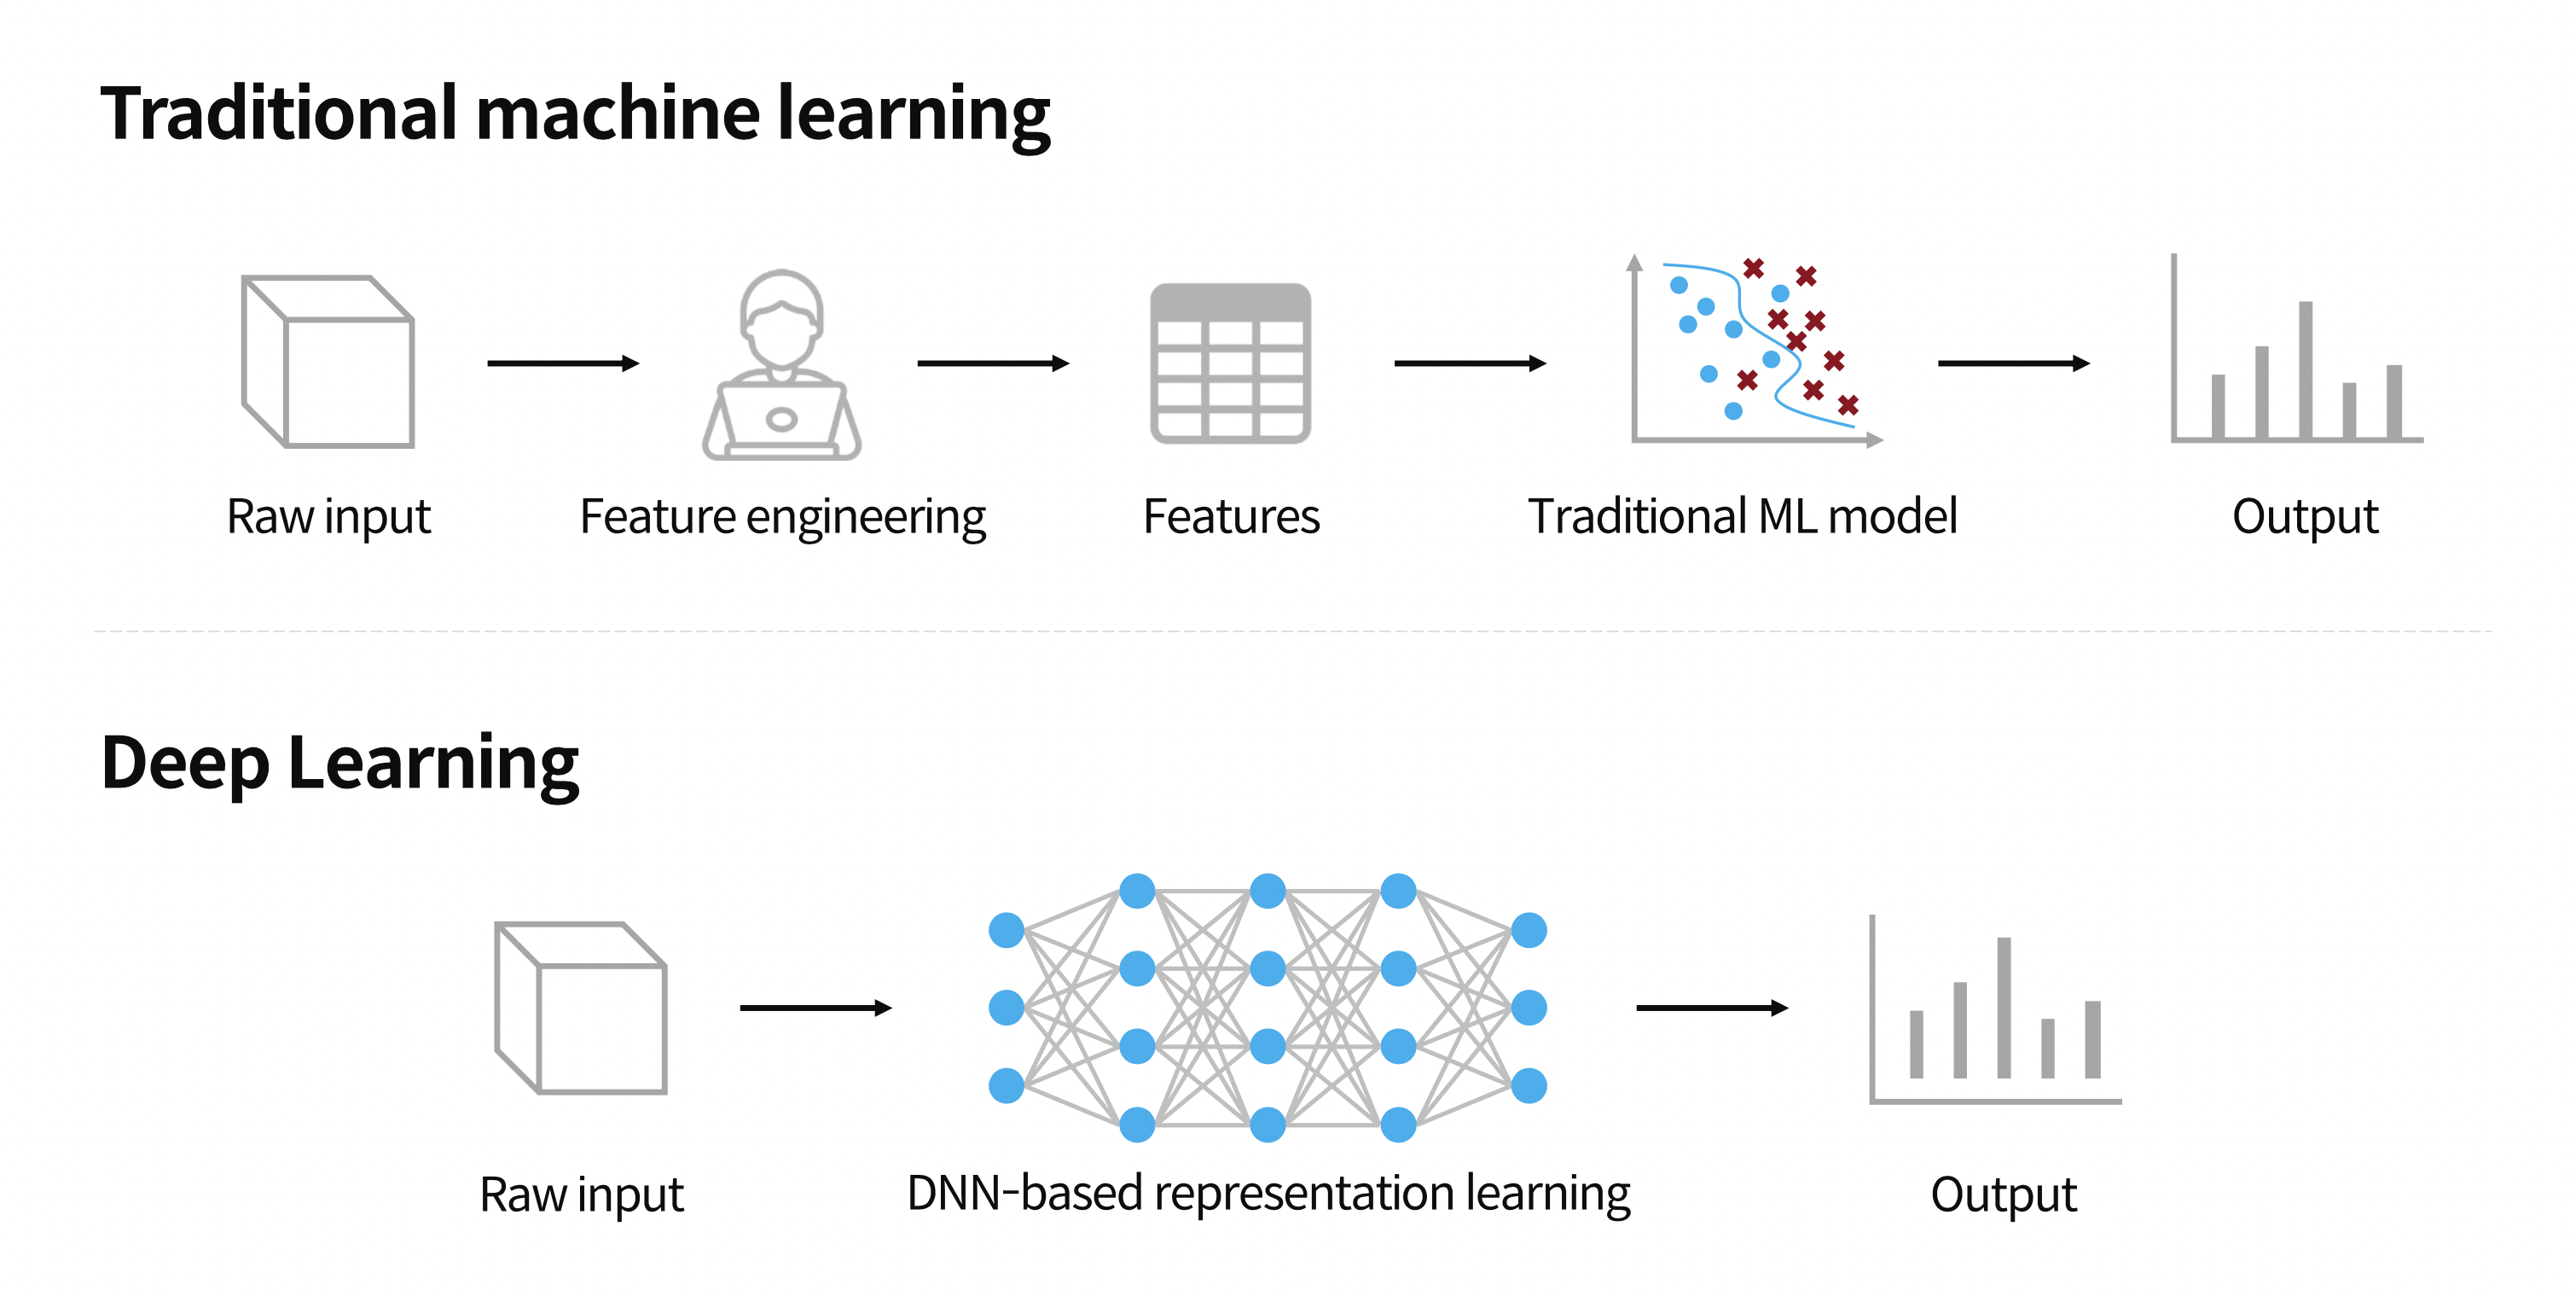 Traditional machine learning
Raw input
Feature engineering
Features
Traditional ML model
Output
Deep Learning
Raw input
DNN-based representation learning
Output